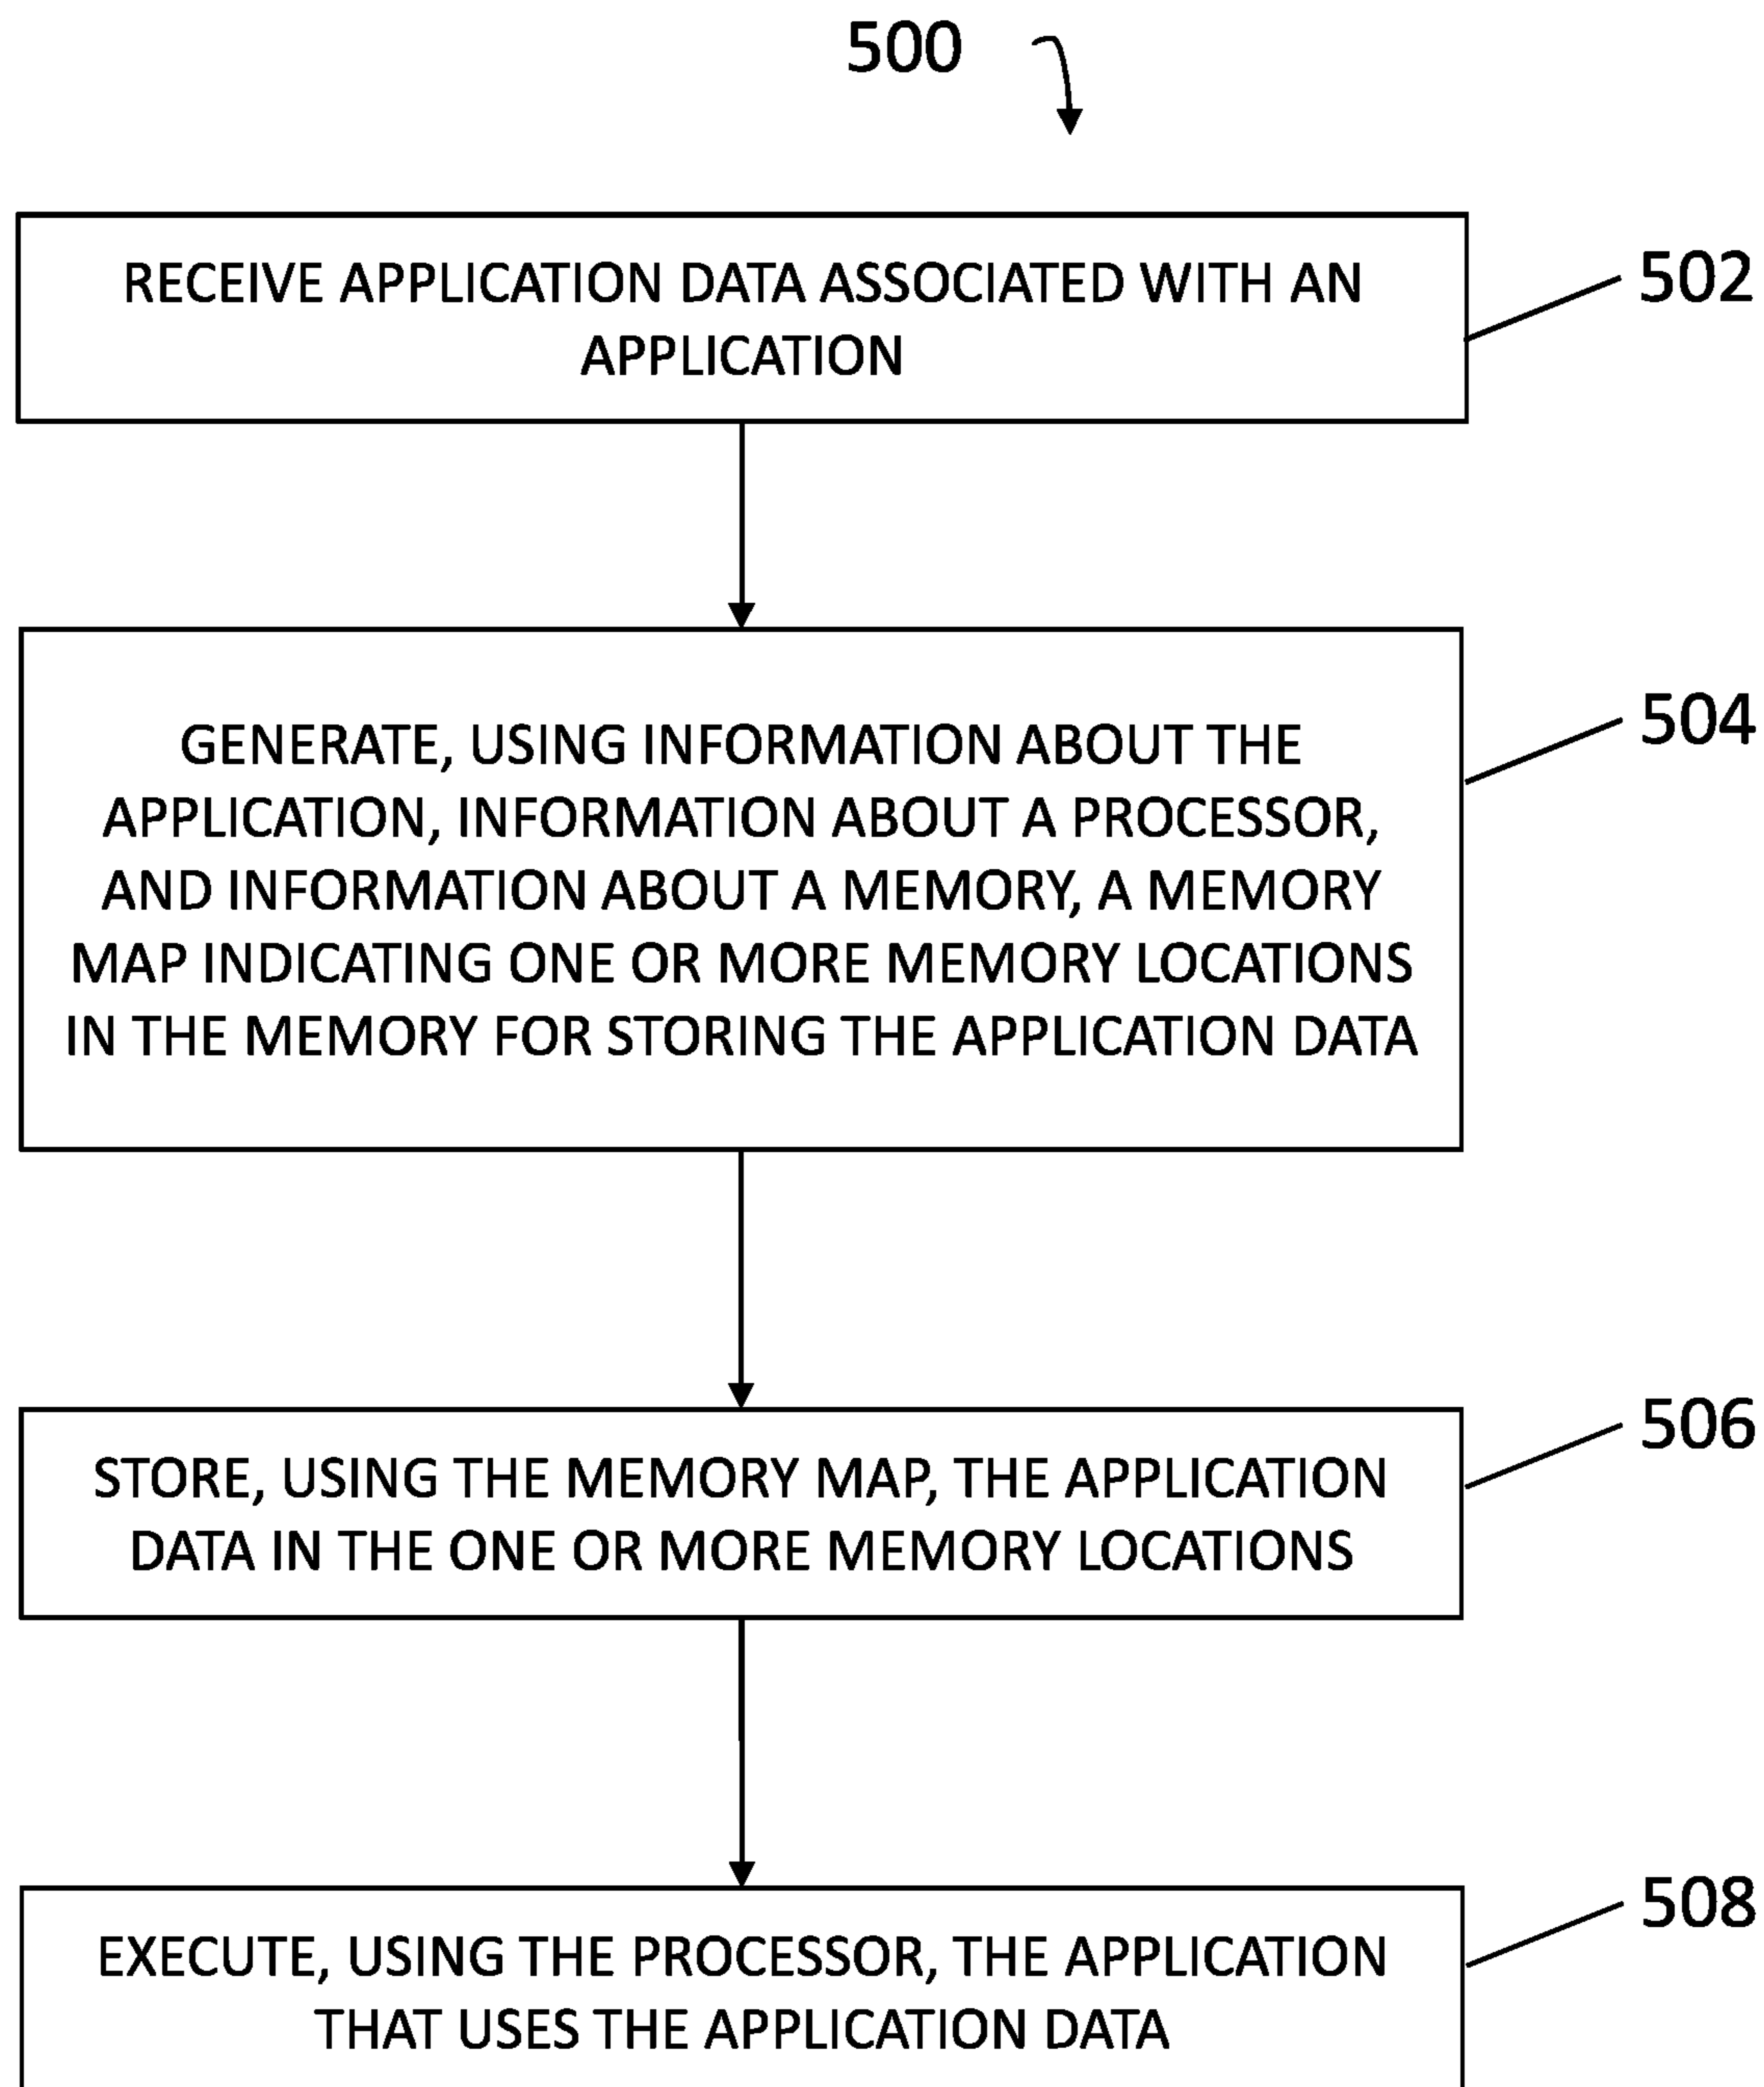 500
RECEIVE APPLICATION DATA ASSOCIATED WITH AN
APPLICATION
502
GENERATE, USING INFORMATION ABOUT THE
APPLICATION, INFORMATION ABOUT A PROCESSOR,
AND INFORMATION ABOUT A MEMORY, A MEMORY
MAP INDICATING ONE OR MORE MEMORY LOCATIONS
IN THE MEMORY FOR STORING THE APPLICATION DATA
504
STORE, USING THE MEMORY MAP, THE APPLICATION
DATA IN THE ONE OR MORE MEMORY LOCATIONS
506
EXECUTE, USING THE PROCESSOR, THE APPLICATION
THAT USES THE APPLICATION DATA
508